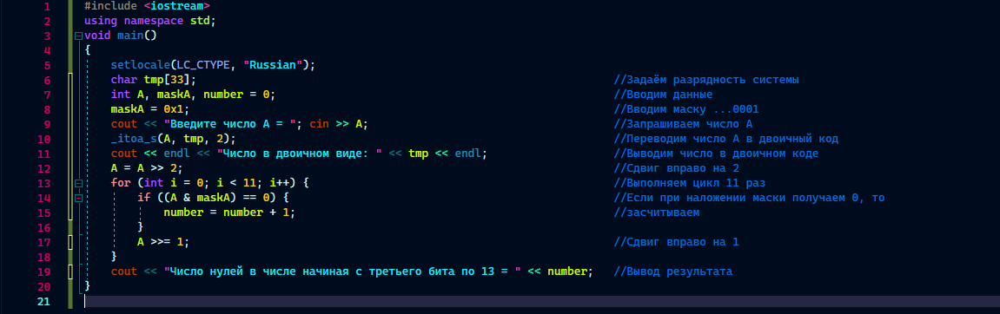 1 #include <iostream>
2 using namespace std;
3 void main()
4 {
5 setlocale(LC_CTYPE, "Russian");
6 char tmp[33]; //Задаём разрядность системы
7 int A, maskA, number = 0; //Вводим данные
8 maskA = 0x1; //Вводим маску ...0001
9 cout << "Введите число A = "; cin >> A; //Запрашиваем число А
10 _itoa_s(A, tmp, 2); //Переводим число А в двоичный код
11 cout << endl << "Число в двоичном виде: " << tmp << endl; //Выводим число в двоичном коде
12 A = A >> 2; //Сдвиг вправо на 2
13 for (int i = 0; i < 11; i++) { //Выполняем цикл 11 раз
14 if ((A & maskA) == 0) { //Если при наложении маски получаем 0, то
15 number = number + 1; //засчитываем
16 }
17 A >>= 1; //Сдвиг вправо на 1
18 }
19 cout << "Число нулей в числе начиная с третьего бита по 13 = " << number; //Вывод результата
20 }
21